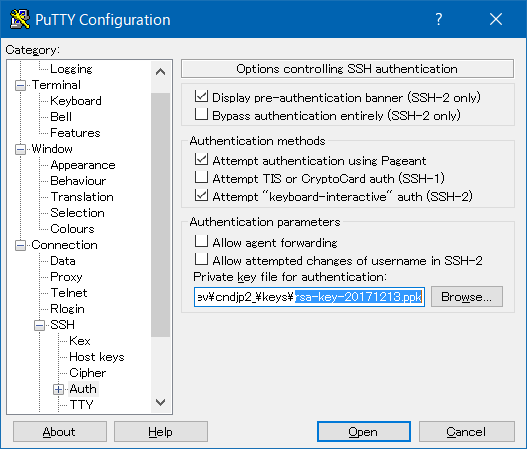 PuTTY Configuration
?
Category:
Logging
Terminal
Keyboard
Bell
Features
Window
Appearance
Behaviour
Translation
Selection
Colours
Connection
Data
Proxy
Telnet
Rlogin
SSH
Kex
Host keys
Cipher
Auth
TTY
Options controlling SSH authentication
Display pre-authentication banner (SSH-2 only)
Bypass authentication entirely (SSH-2 only)
Authentication methods
Attempt authentication using Pageant
Attempt TIS or CryptoCard auth (SSH-1)
Attempt "keyboard-interactive" auth (SSH-2)
Authentication parameters
Allow agent forwarding
Allow attempted changes of username in SSH-2
Private key file for authentication:
ev¥cndjp2_¥keys¥rsa-key-20171213.ppk
Browse...
About
Help
Open
Cancel